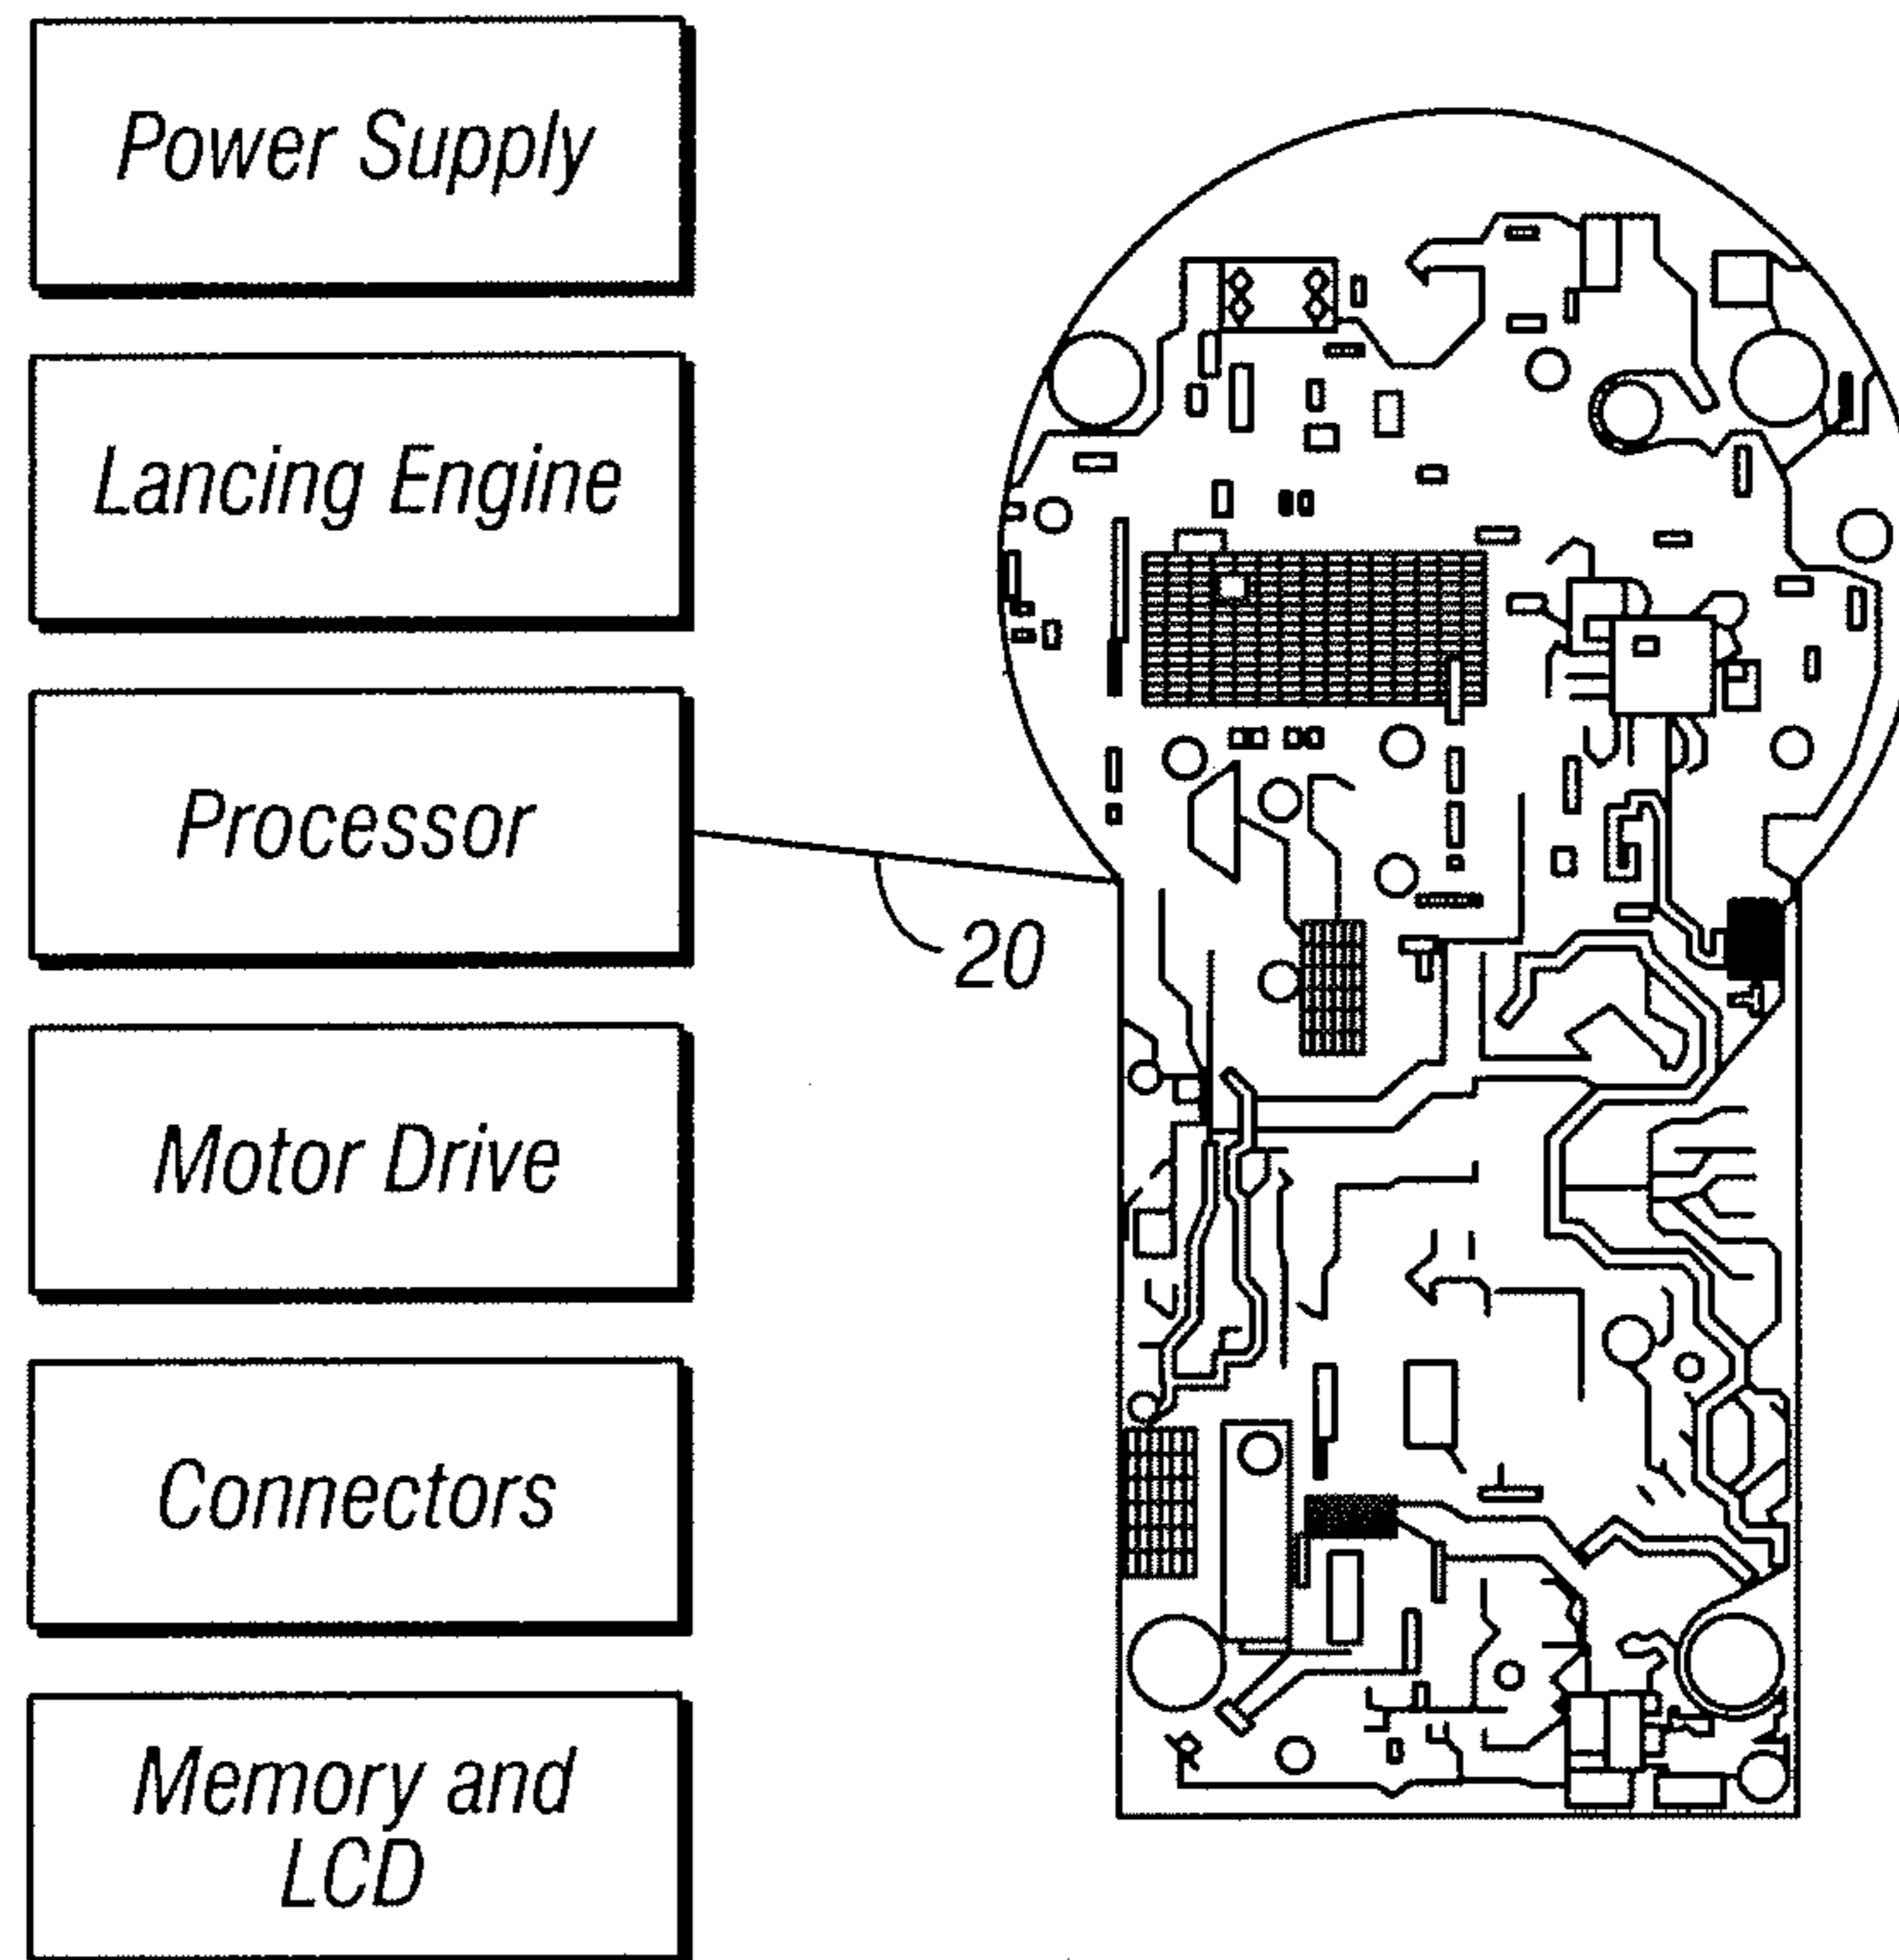 Power Supply
Lancing Engine
Processor
20
Motor Drive
Connectors
Memory and
LCD